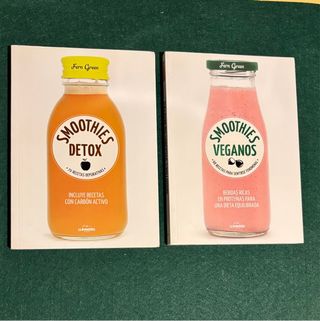 Fern Green
SMOOTHIES
DETOX
INCLUYE RECETAS
CON CARBÓN ACTIVO
Fern Green
SMOOTHIES
VEGANOS
BEBIDAS RICAS
EN PROTEÍNAS PARA
UNA DIETA EQUILIBRADA